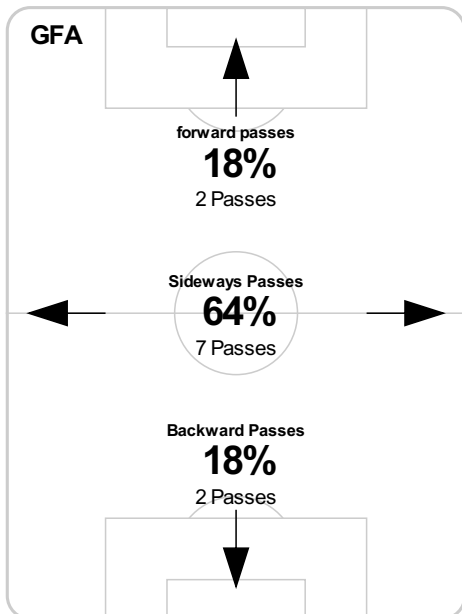 GFA
forward passes
18%
2 Passes
Sideways Passes
64%
7 Passes
Backward Passes
18%
2 Passes